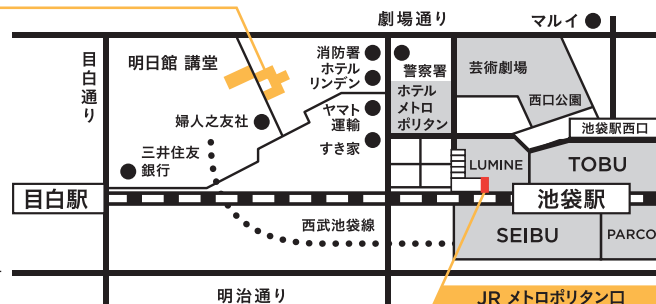 劇場通り
マルイ
目白通り
明日館 講堂
消防署
ホテル
リンデン
警察署
芸術劇場
ホテル
メトロ
ポリタン
西口公園
ヤマト
運輸
婦人之友社
すき家
池袋駅西口
三井住友
銀行
LUMINE
TOBU
目白駅
池袋駅
西武池袋線
SEIBU
PARCO
明治通り
JR メトロポリタン口